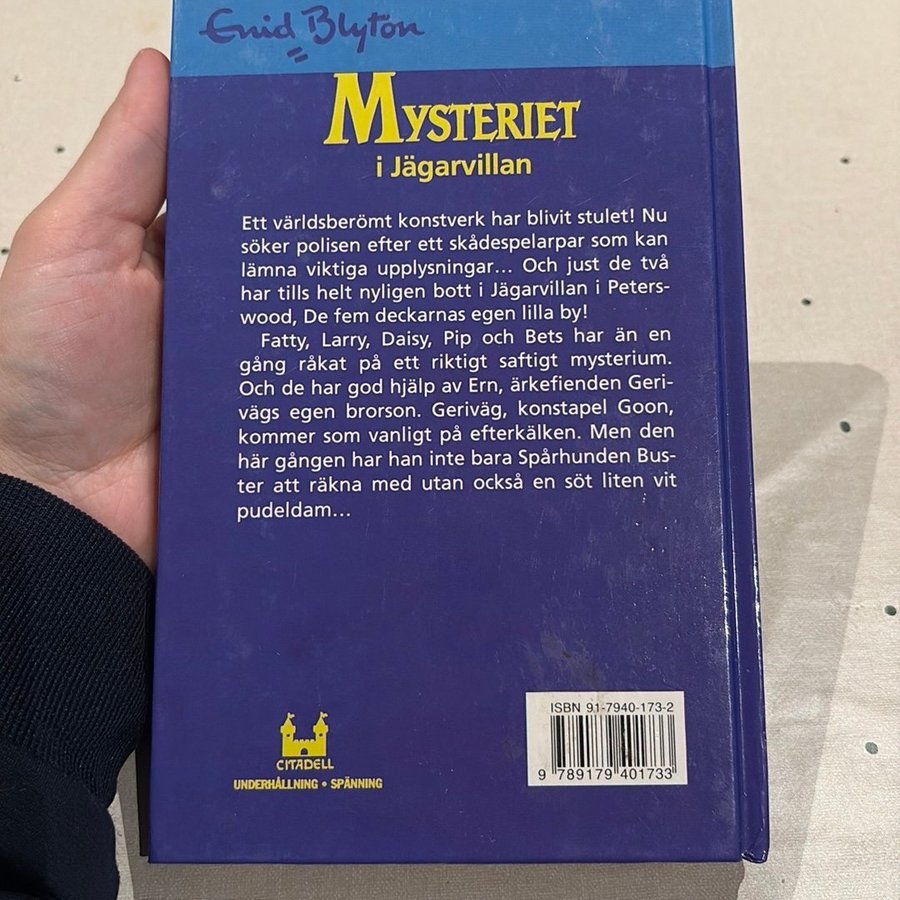 Enid Blyton
MYSTERIET
i Jägarvillan
Ett världsberömt konstverk har blivit stulet! Nu
söker polisen efter ett skådespelarpar som kan
lämna viktiga upplysningar... Och just de två
har tills helt nyligen bott i Jägarvillan i Peters-
wood, De fem deckarnas egen lilla by!
Fatty, Larry, Daisy, Pip och Bets har än en
gång råkat på ett riktigt saftigt mysterium.
Och de har god hjälp av Ern, ärkefienden Geri-
vägs egen brorson. Geriväg, konstapel Goon,
kommer som vanligt på efterkälken. Men den
här gången har han inte bara Spårhunden Bus-
ter att räkna med utan också en söt liten vit
pudeldam...
ISBN 91-7940-173-2
9 789179 401733
CITADELL
UNDERHÅLLNING • SPÄNNING